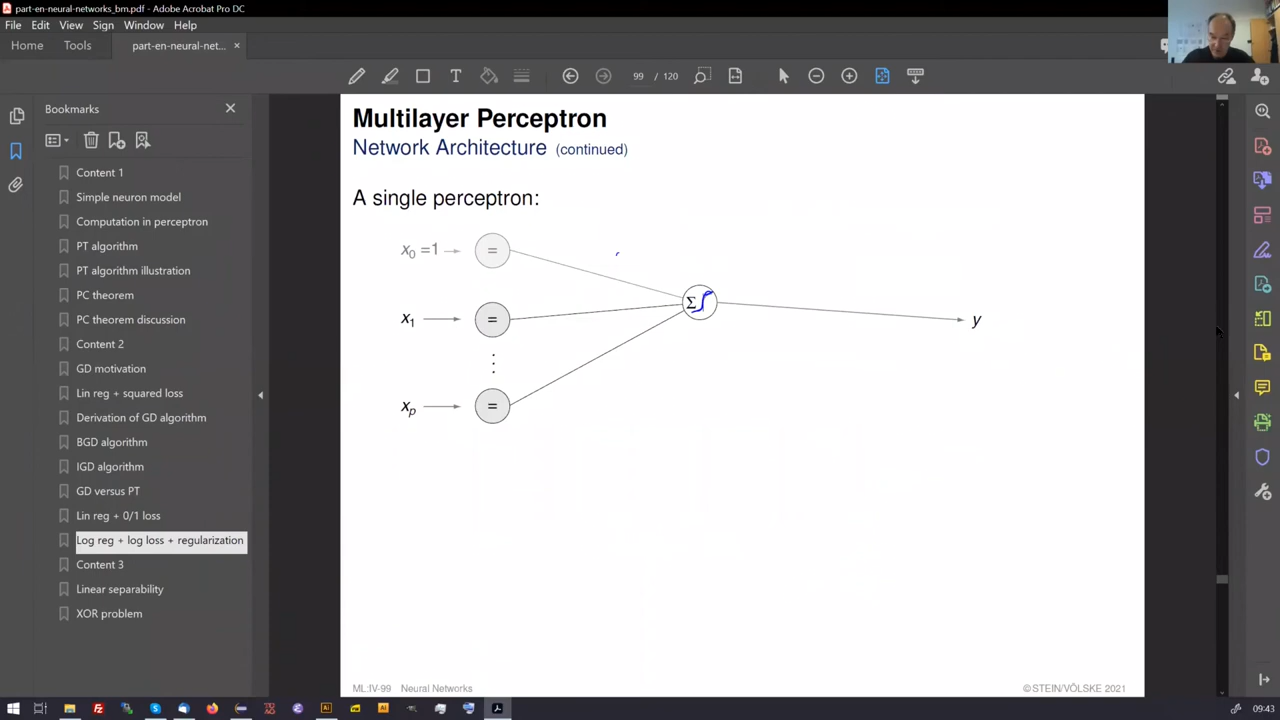 part-en-neural-networks_bm.pdf - Adobe Acrobat Pro DC
File Edit View Sign Window Help
Home Tools part-en-neural-net... ×
99 / 120
Bookmarks
Content 1
Simple neuron model
Computation in perceptron
PT algorithm
PT algorithm illustration
PC theorem
PC theorem discussion
Content 2
GD motivation
Lin reg + squared loss
Derivation of GD algorithm
BGD algorithm
IGD algorithm
GD versus PT
Lin reg + 0/1 loss
Log reg + log loss + regularization
Content 3
Linear separability
XOR problem
Multilayer Perceptron
Network Architecture (continued)
A single perceptron:
x0 =1 =
Σ
x1 = y
⋮
xp =
ML:IV-99 Neural Networks © STEIN/VÖLSKE 2021
09:43